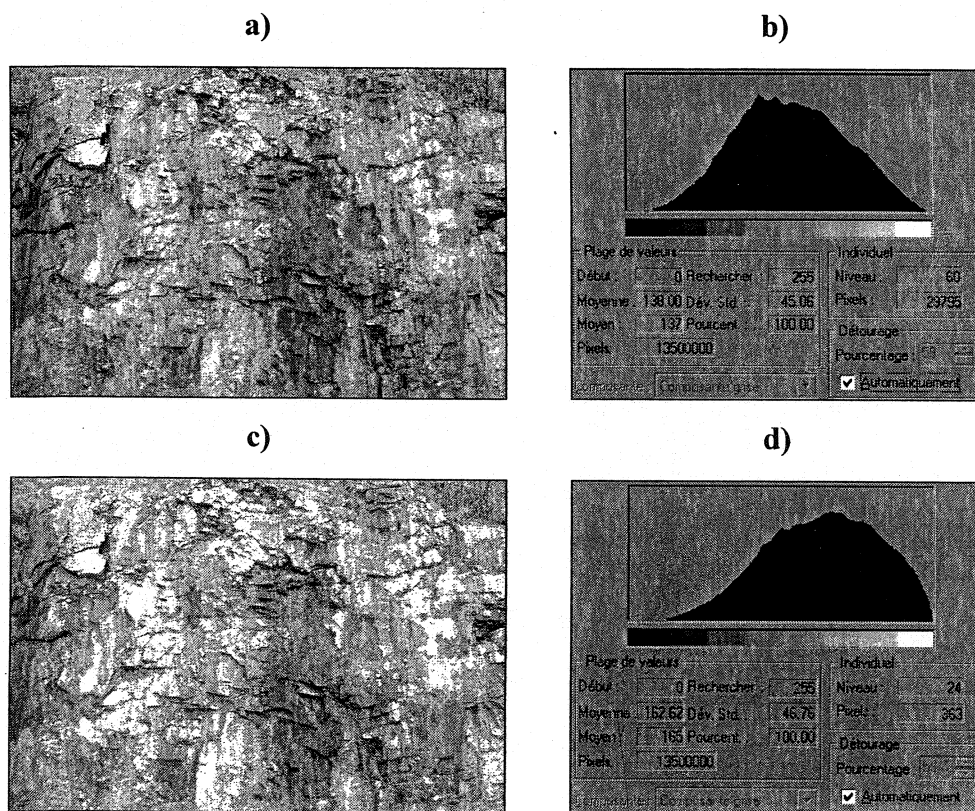 a)
b)
Plage de valeurs
Individuel
Début : 0 Rechercher : 255
Niveau : 60
Moyenne : 138.00 Dév. Std. : 45.06
Pixels : 29795
Moyen : 137 Pourcent. : 100.00
Détourage
Pixels : 13500000
Pourcentage :
Automatiquement
c)
d)
Plage de valeurs
Individuel
Début : 0 Rechercher : 255
Niveau : 24
Moyenne : 162.62 Dév. Std. : 46.76
Pixels : 363
Moyen : 165 Pourcent. : 100.00
Détourage
Pixels : 13500000
Pourcentage :
Automatiquement